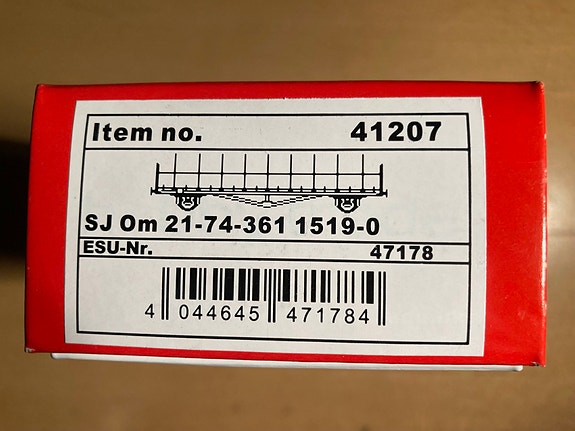 Item no. 41207
SJ Om 21-74-361 1519-0
ESU-Nr. 47178
4 044645 471784